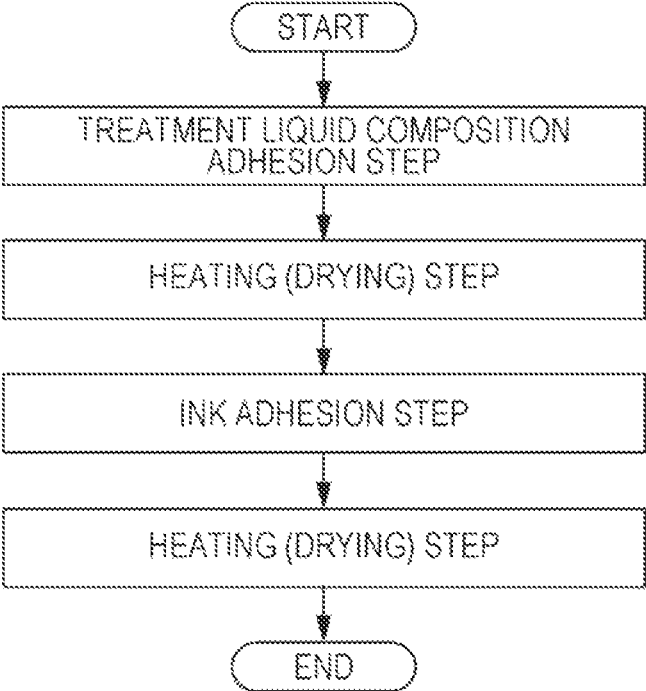 START
TREATMENT LIQUID COMPOSITION
ADHESION STEP
HEATING (DRYING) STEP
INK ADHESION STEP
HEATING (DRYING) STEP
END